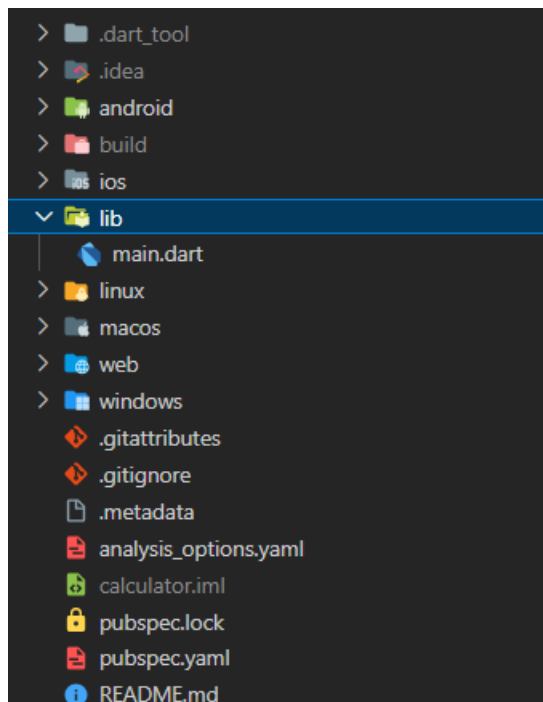 .dart_tool
.idea
android
build
iOS ios
lib
main.dart
linux
macos
web
windows
.gitattributes
.gitignore
.metadata
analysis_options.yaml
calculator.iml
pubspec.lock
pubspec.yaml
README.md